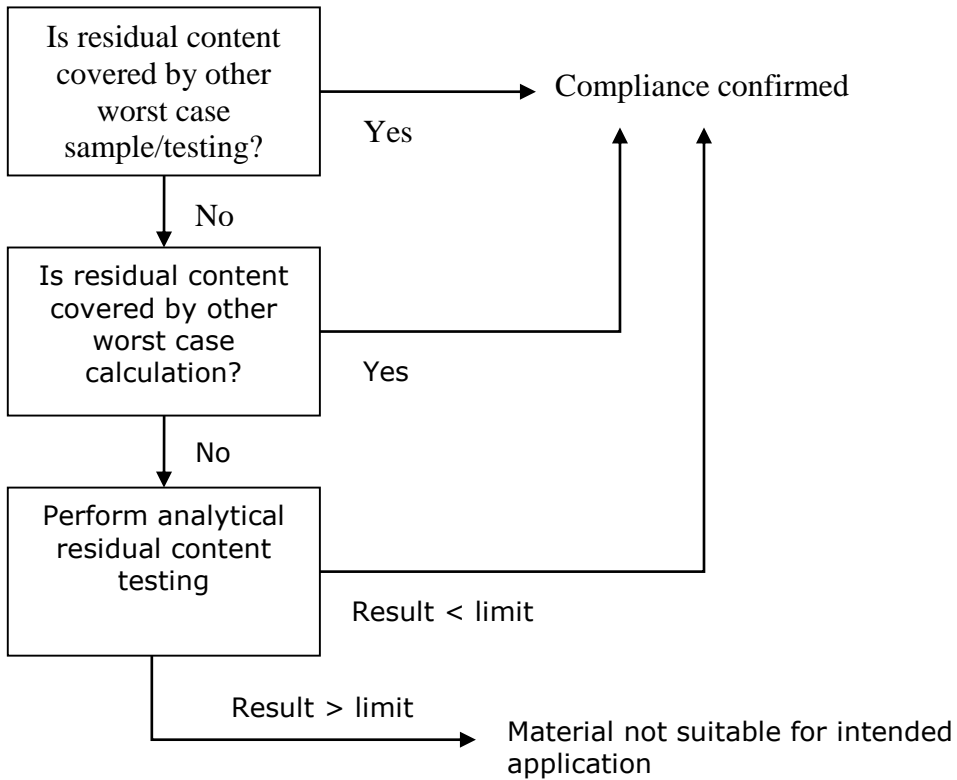 Is residual content
covered by other
worst case
sample/testing?
Compliance confirmed
Yes
No
Is residual content
covered by other
worst case
calculation?
Yes
No
Perform analytical
residual content
testing
Result < limit
Result > limit
Material not suitable for intended
application